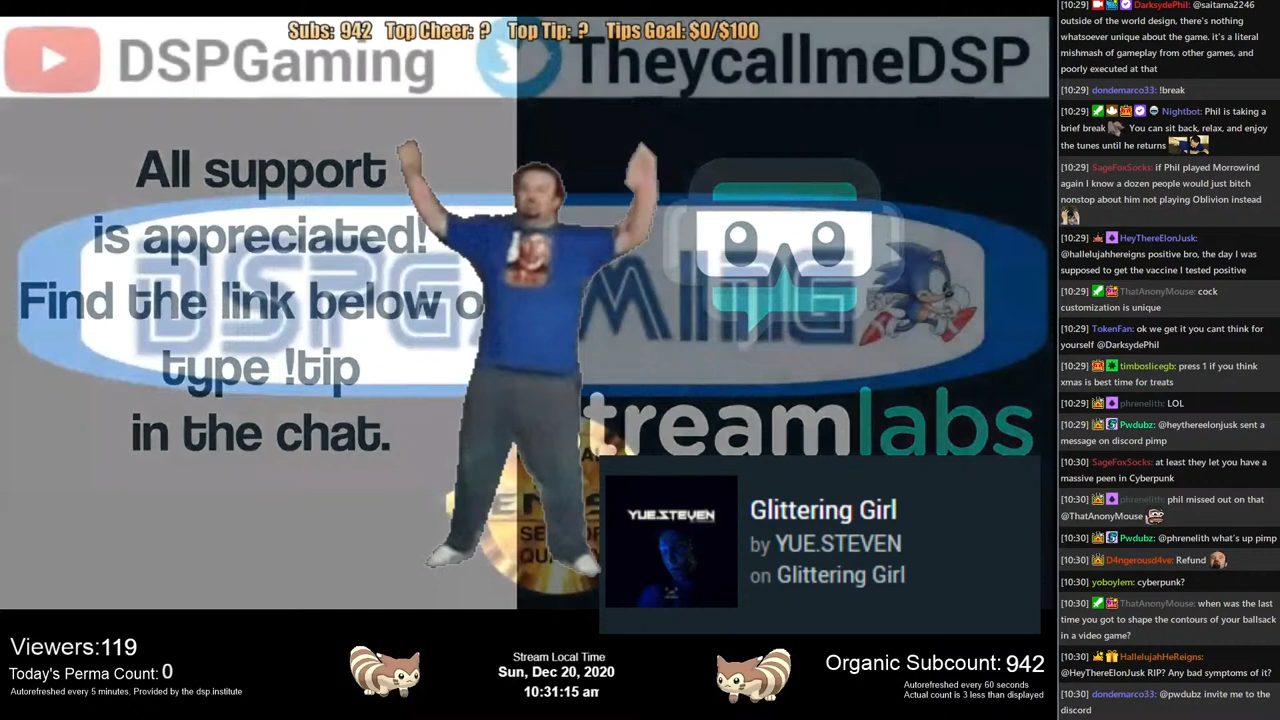 Subs: 942 Top Cheer: ? Top Tip: ? Tips Goal: $0/$100
DSPGaming
TheycallmeDSP
All support
is appreciated!
Find the link below o
type !tip
in the chat.
treamlabs
Glittering Girl
by YUE.STEVEN
on Glittering Girl
YUE.STEVEN
Viewers:119
Today's Perma Count: 0
Autorefreshed every 5 minutes, Provided by the dsp.institute
Stream Local Time
Sun, Dec 20, 2020
10:31:15 am
Organic Subcount: 942
Autorefreshed every 60 seconds
Actual count is 3 less than displayed
[10:29] DarksydePhil: @saitama2246
outside of the world design, there's nothing
whatsoever unique about the game. it's a literal
mishmash of gameplay from other games, and
poorly executed at that
[10:29] dondemarco33: !break
[10:29] Nightbot: Phil is taking a
brief break You can sit back, relax, and enjoy
the tunes until he returns
[10:29] SageFoxSocks: if Phil played Morrowind
again I know a dozen people would just bitch
nonstop about him not playing Oblivion instead
[10:29] HeyThereElonJusk:
@hallelujahhereigns positive bro, the day I was
supposed to get the vaccine I tested positive
[10:29] ThatAnonyMouse: cock
customization is unique
[10:29] TokenFan: ok we get it you cant think for
yourself @DarksydePhil
[10:29] timboslicegb: press 1 if you think
xmas is best time for treats
[10:29] phrenelith: LOL
[10:29] Pwdubz: @heythereelonjusk sent a
message on discord pimp
[10:30] SageFoxSocks: at least they let you have a
massive peen in Cyberpunk
[10:30] phrenelith: phil missed out on that
@ThatAnonyMouse
[10:30] Pwdubz: @phrenelith what's up pimp
[10:30] D4ngerousd4ve: Refund
[10:30] yoboylem: cyberpunk?
[10:30] ThatAnonyMouse: when was the last
time you got to shape the contours of your ballsack
in a video game?
[10:30] HallelujahHeReigns:
@HeyThereElonJusk RIP? Any bad symptoms of it?
[10:30] dondemarco33: @pwdubz invite me to the
discord